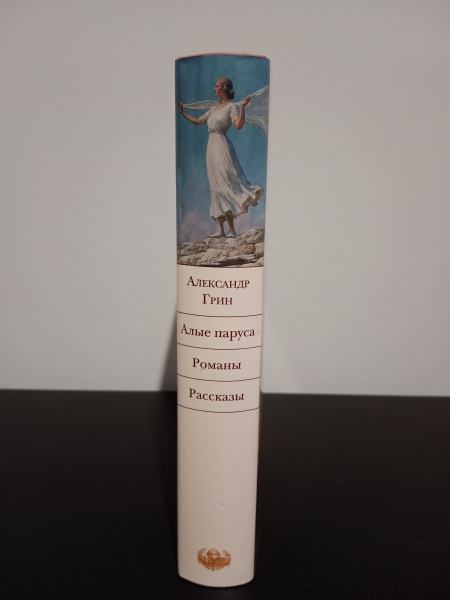 Александр
Грин
Алые паруса
Романы
Рассказы